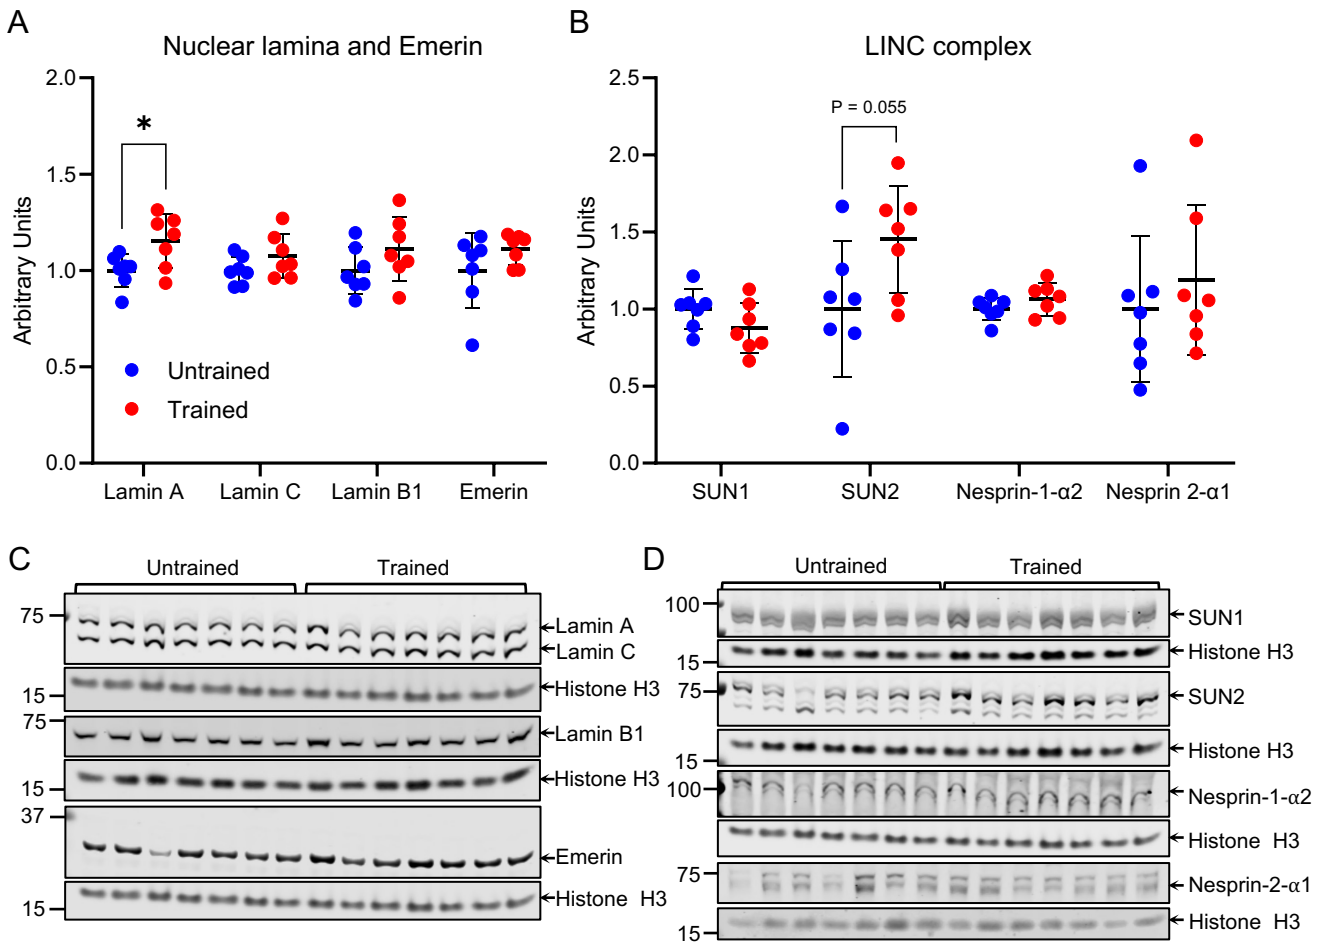 A
Nuclear lamina and Emerin
2.0
1.5
1.0
0.5
0.0
Arbitrary Units
*
Untrained
Trained
Lamin A
Lamin C
Lamin B1
Emerin
B
LINC complex
2.5
2.0
1.5
1.0
0.5
0.0
Arbitrary Units
P = 0.055
SUN1
SUN2
Nesprin-1-α2
Nesprin 2-α1
C
Untrained
Trained
75
Lamin A
Lamin C
15
Histone H3
75
Lamin B1
15
Histone H3
37
Emerin
15
Histone H3
D
Untrained
Trained
100
SUN1
15
Histone H3
75
SUN2
15
Histone H3
100
Nesprin-1-α2
Histone H3
75
Nesprin-2-α1
15
Histone H3